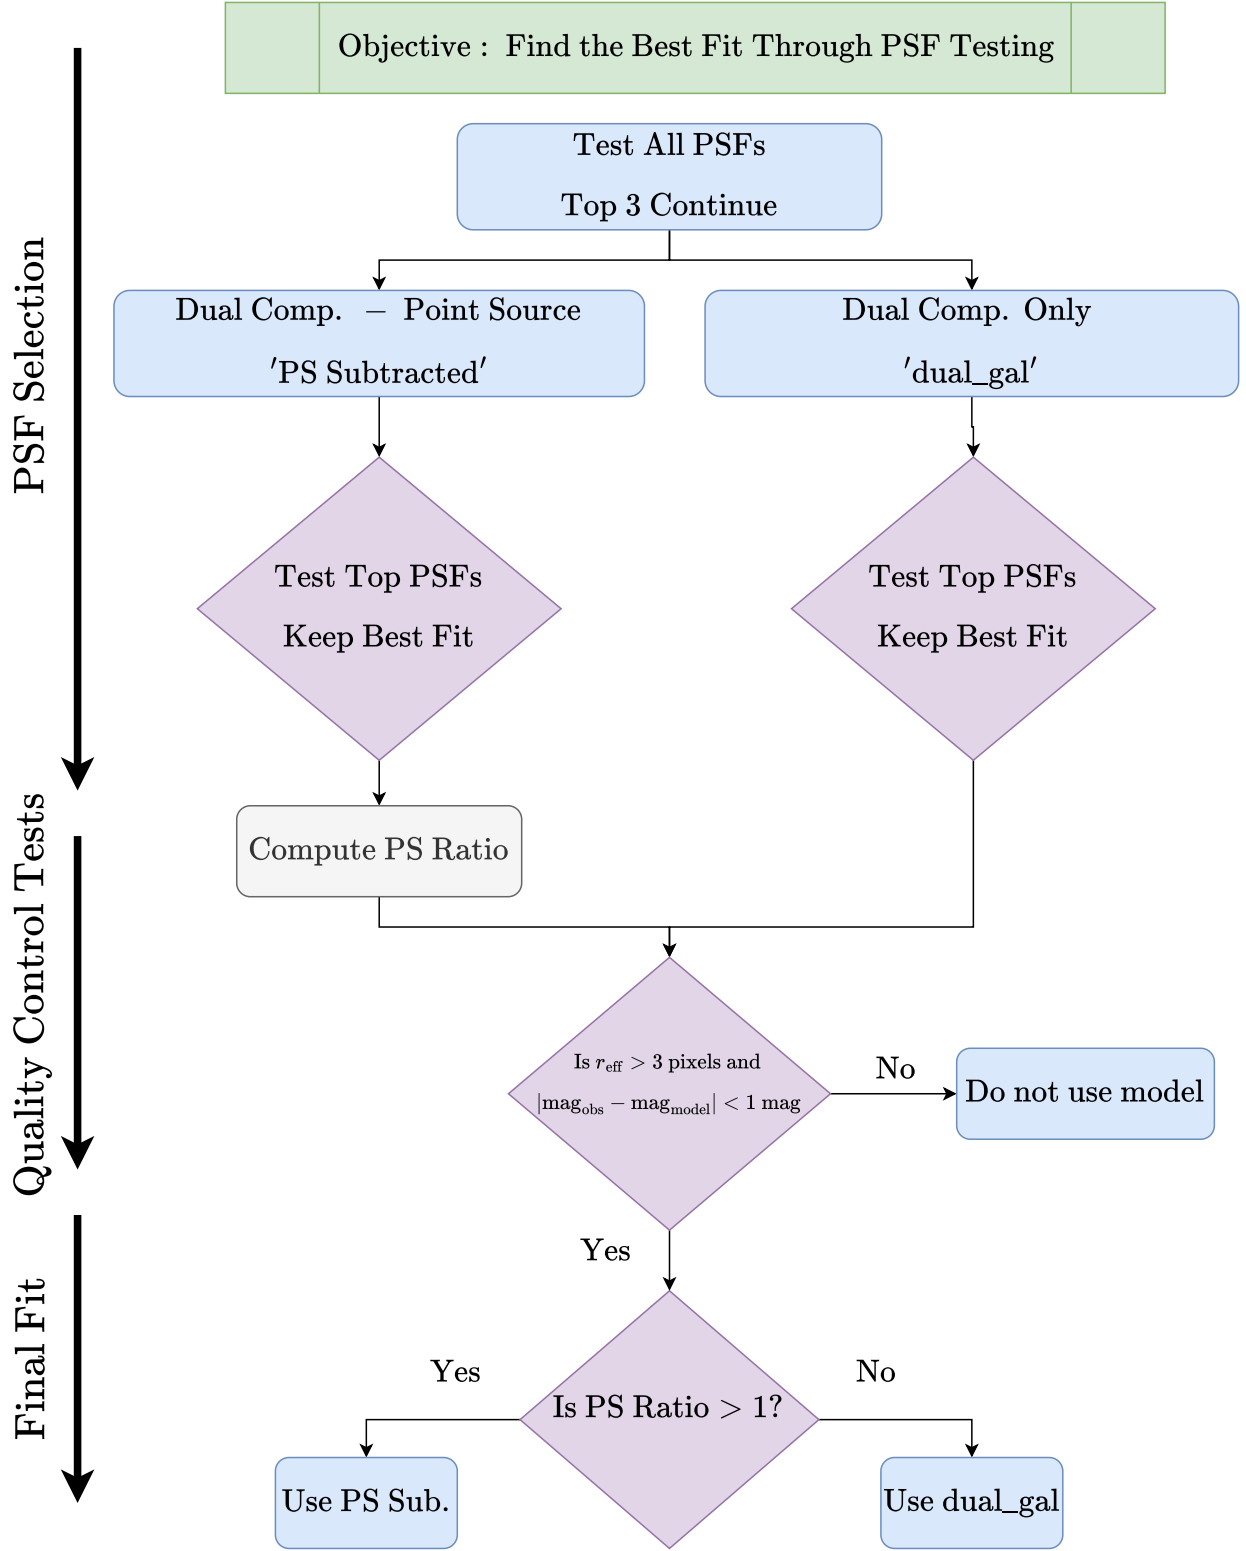 Objective : Find the Best Fit Through PSF Testing
Test All PSFs
Top 3 Continue
Dual Comp. − Point Source
′PS Subtracted′
Dual Comp. Only
′dual_gal′
PSF Selection
Test Top PSFs
Keep Best Fit
Test Top PSFs
Keep Best Fit
Compute PS Ratio
Quality Control Tests
Is r_eff > 3 pixels and
|mag_obs − mag_model| < 1 mag
No
Do not use model
Yes
Final Fit
Is PS Ratio > 1?
Yes
No
Use PS Sub.
Use dual_gal